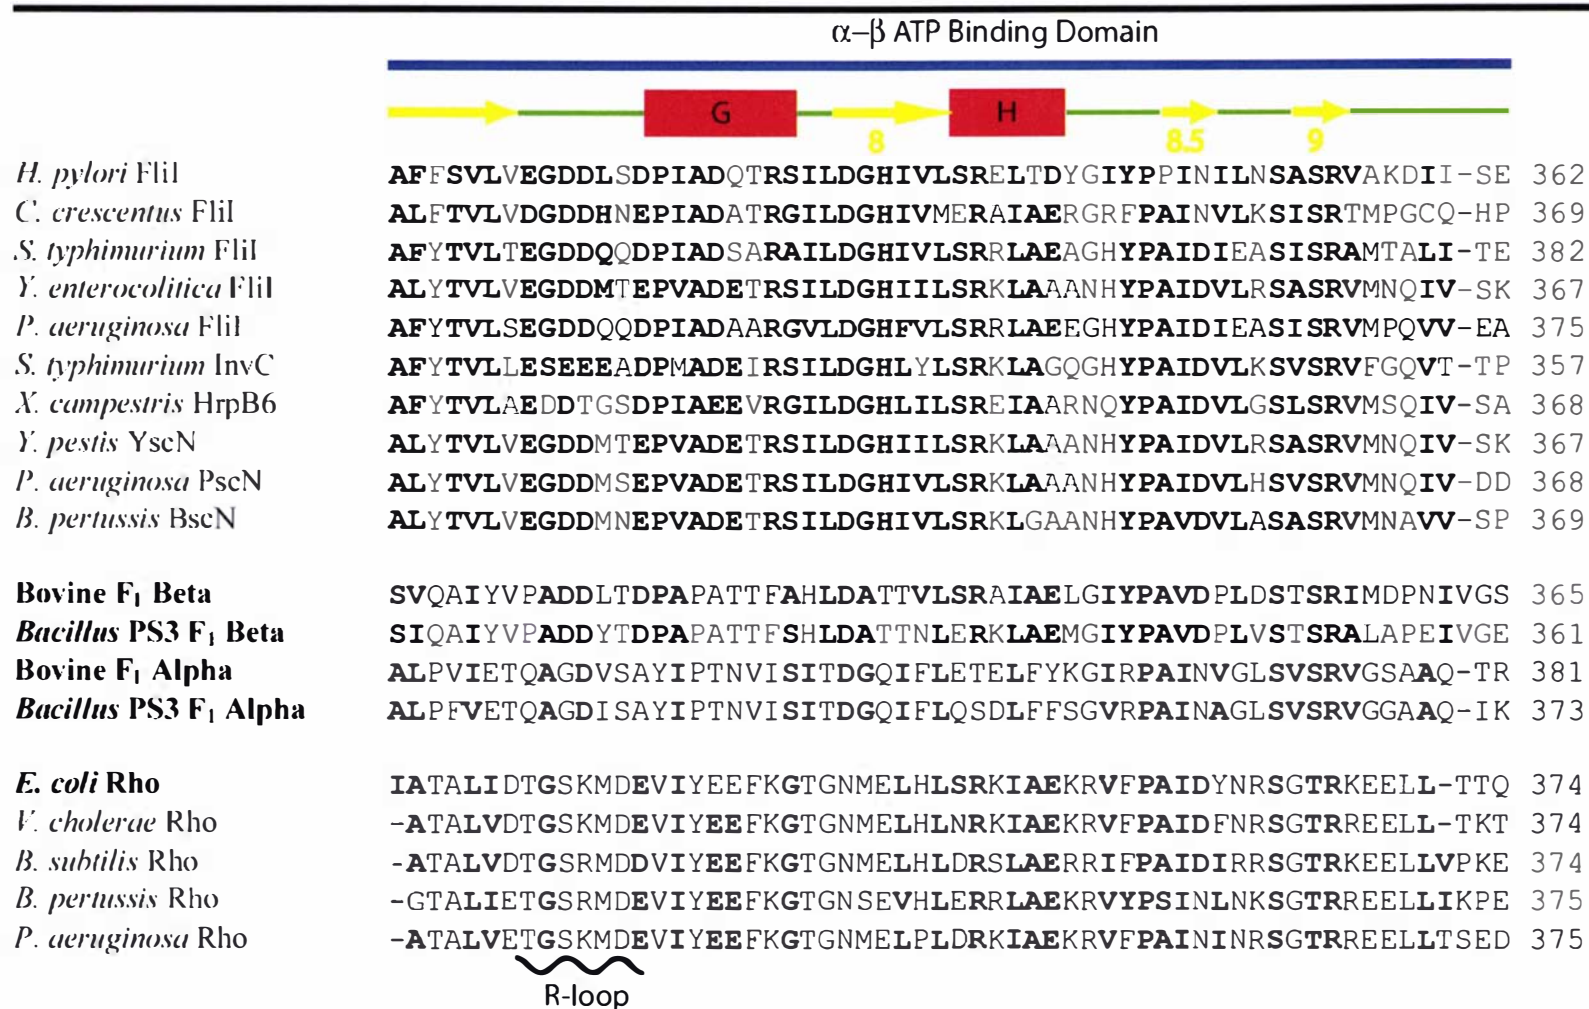 α–β ATP Binding Domain
G H
8 8.5 9
H. pylori FliI AFFSVLVEGDDLSDPIADQTRSILDGHIVLSRELTDYGIYPPINILNSASRVAKDII-SE 362
C. crescentus FliI ALFTVLVDGDDHNEPIADATRGILDGHIVMERAIAERGRFPAINVLKSISRTMPGCQ-HP 369
S. typhimurium FliI AFYTVLTEGDDQQDPIADSARAILDGHIVLSRRLAEAGHYPAIDIEASISRAMTALI-TE 382
Y. enterocolitica FliI ALYTVLVEGDDMTEPVADETRSILDGHIILSRKLAAANHYPAIDVLRSASRVMNQIV-SK 367
P. aeruginosa FliI AFYTVLSEGDDQQDPIADAARGVLDGHFVLSRRLAEEGHYPAIDIEASISRVMPQVV-EA 375
S. typhimurium InvC AFYTVLLESEEEADPMADEIRSILDGHLYLSRKLAGQGHYPAIDVLKSVSRVFGQVT-TP 357
X. campestris HrpB6 AFYTVLAEDDTGSDPIAEEVRGILDGHLILSREIAARNQYPAIDVLGSLSRVMSQIV-SA 368
Y. pestis YscN ALYTVLVEGDDMTEPVADETRSILDGHIILSRKLAAANHYPAIDVLRSASRVMNQIV-SK 367
P. aeruginosa PscN ALYTVLVEGDDMSEPVADETRSILDGHIVLSRKLAAANHYPAIDVLHSVSRVMNQIV-DD 368
B. pertussis BscN ALYTVLVEGDDMNEPVADETRSILDGHIVLSRKLGAANHYPAVDVLASASRVMNAVV-SP 369
Bovine F₁ Beta SVQAIYVPADDLTDPAPATTFAHLDATTVLSRAIAELGIYPAVDPLDSTSRIMDPNIVGS 365
Bacillus PS3 F₁ Beta SIQAIYVPADDYTDPAPATTFSHLDATTNLERKLAEMGIYPAVDPLVSTSRALAPEIVGE 361
Bovine F₁ Alpha ALPVIETQAGDVSAYIPTNVISITDGQIFLETELFYKGIRPAINVGLSVSRVGSAAQ-TR 381
Bacillus PS3 F₁ Alpha ALPFVETQAGDISAYIPTNVISITDGQIFLQSDLFFSGVRPAINAGLSVSRVGGAAQ-IK 373
E. coli Rho IATALIDTGSKMDEVIYEEFKGTGNMELHLSRKIAEKRVFPAIDYNRSGTRKEELL-TTQ 374
V. cholerae Rho -ATALVDTGSKMDEVIYEEFKGTGNMELHLNRKIAEKRVFPAIDFNRSGTRREELL-TKT 374
B. subtilis Rho -ATALVDTGSRMDDVIYEEFKGTGNMELHLDRSLAERRIFPAIDIRRSGTRKEELLVPKE 374
B. pertussis Rho -GTALIETGSRMDEVIYEEFKGTGNSEVHLERRLAEKRVYPSINLNKSGTRREELLIKPE 375
P. aeruginosa Rho -ATALVETGSKMDEVIYEEFKGTGNMELPLDRKIAEKRVFPAININRSGTRREELLTSED 375
R-loop